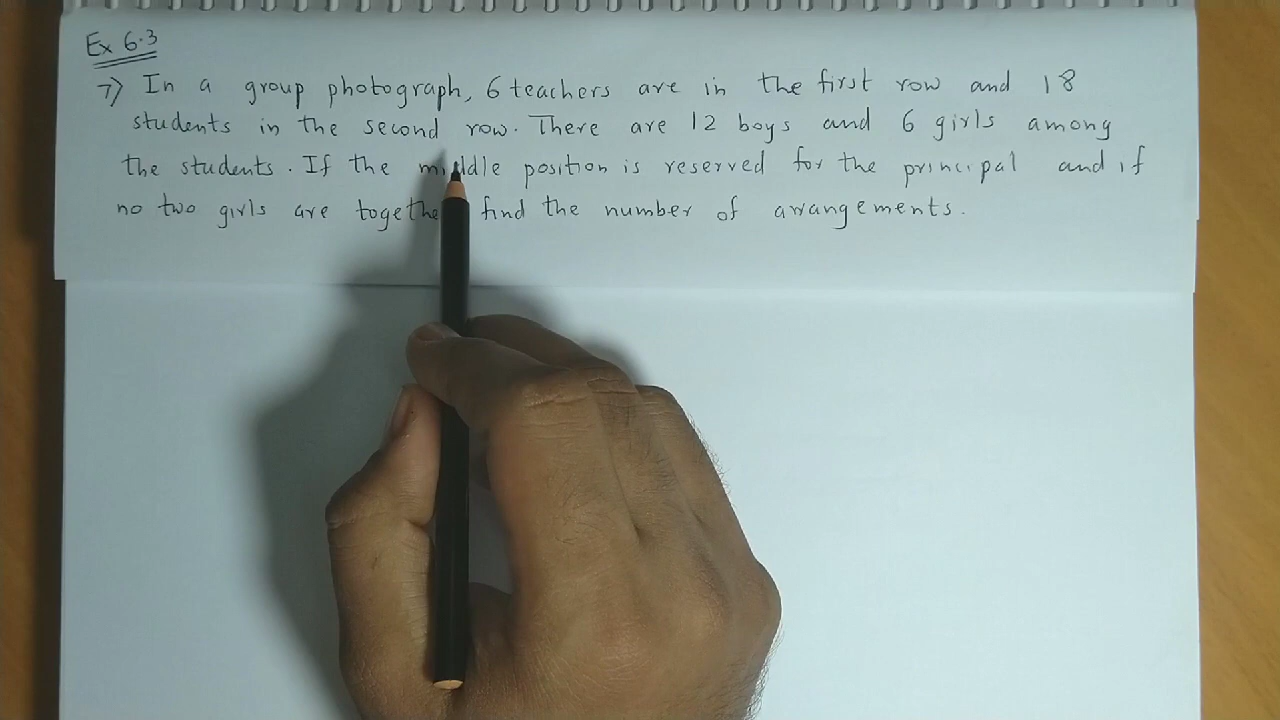 Ex 6.3
7) In a group photograph, 6 teachers are in the first row and 18
students in the second row. There are 12 boys and 6 girls among
the students. If the middle position is reserved for the principal and if
no two girls are together find the number of arrangements.